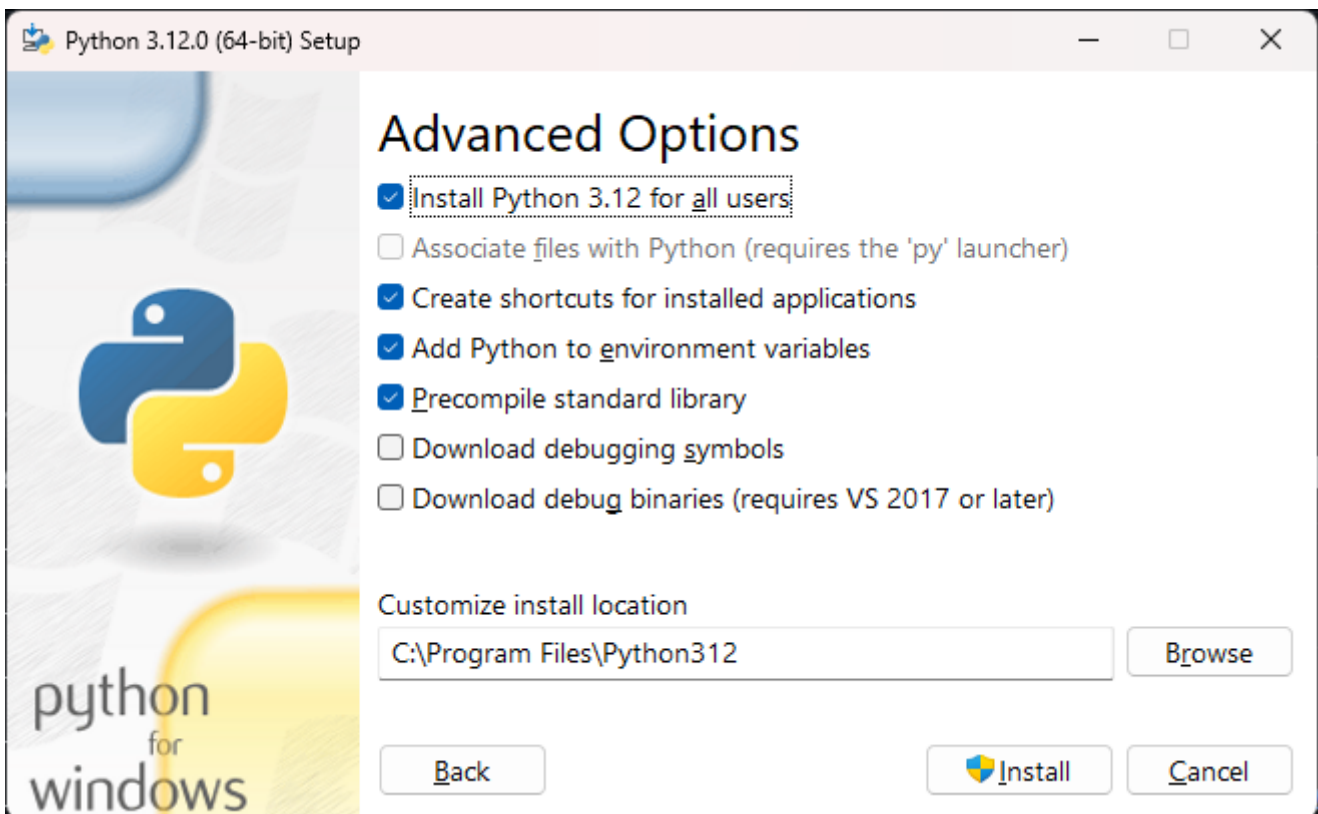 Python 3.12.0 (64-bit) Setup
Advanced Options
Install Python 3.12 for all users
Associate files with Python (requires the 'py' launcher)
Create shortcuts for installed applications
Add Python to environment variables
Precompile standard library
Download debugging symbols
Download debug binaries (requires VS 2017 or later)
Customize install location
C:\Program Files\Python312
Browse
python
for
windows
Back
Install
Cancel